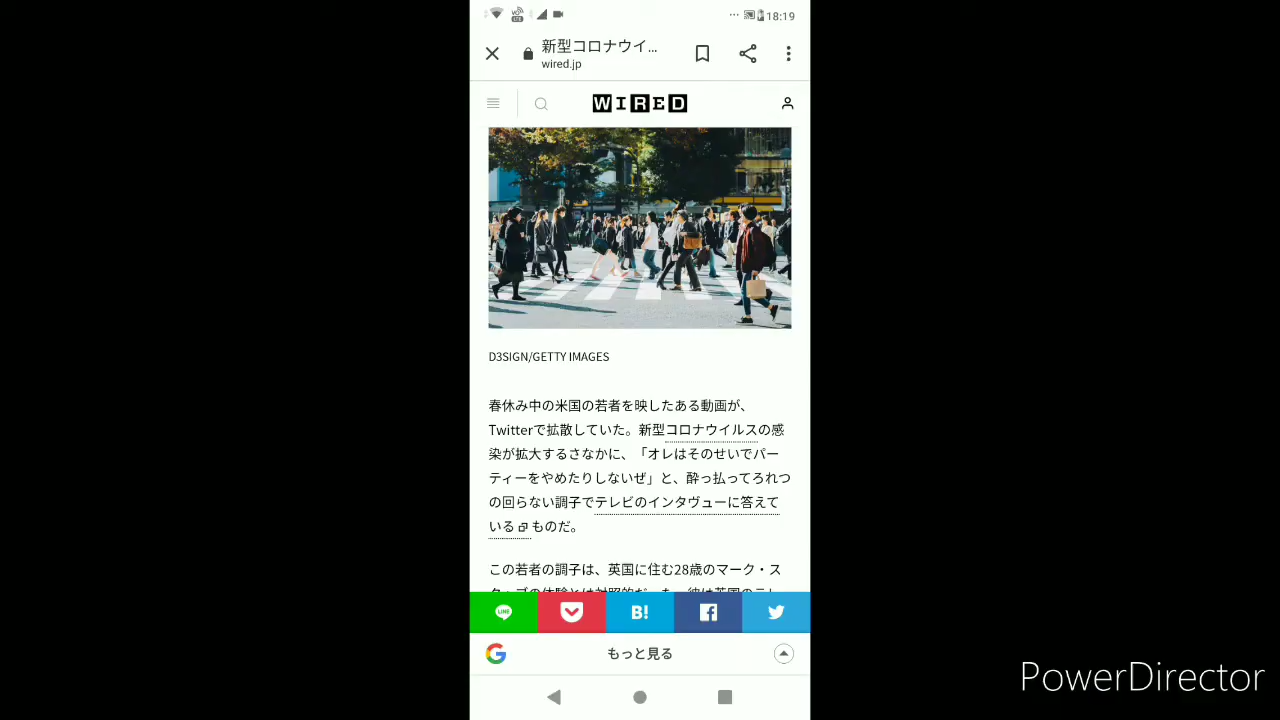 18:19
新型コロナウイ...
wired.jp
WIRED
D3SIGN/GETTY IMAGES
春休み中の米国の若者を映したある動画が、
Twitterで拡散していた。新型コロナウイルスの感
染が拡大するさなかに、「オレはそのせいでパー
ティーをやめたりしないぜ」と、酔っ払ってろれつ
の回らない調子でテレビのインタヴューに答えて
いるものだ。
この若者の調子は、英国に住む28歳のマーク・ス
LINE
B!
もっと見る
PowerDirector